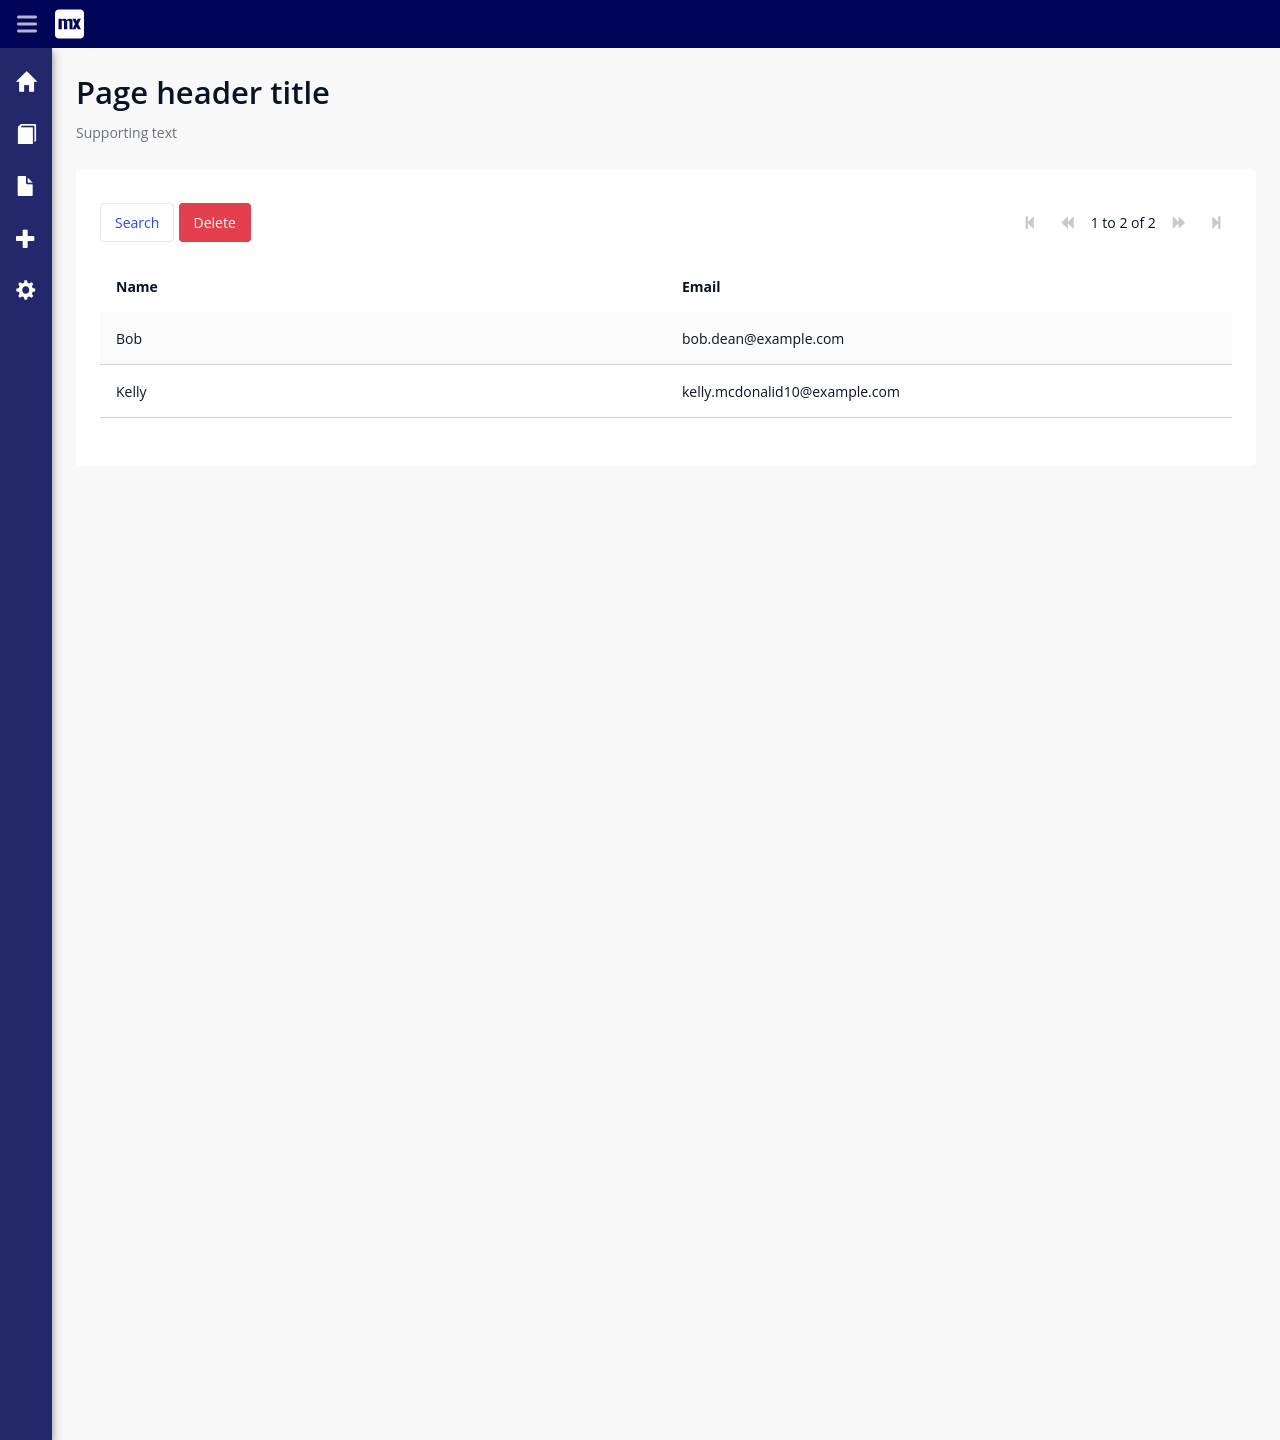 mx
Page header title
Supporting text
Search Delete 1 to 2 of 2
Name Email
Bob bob.dean@example.com
Kelly kelly.mcdonalid10@example.com